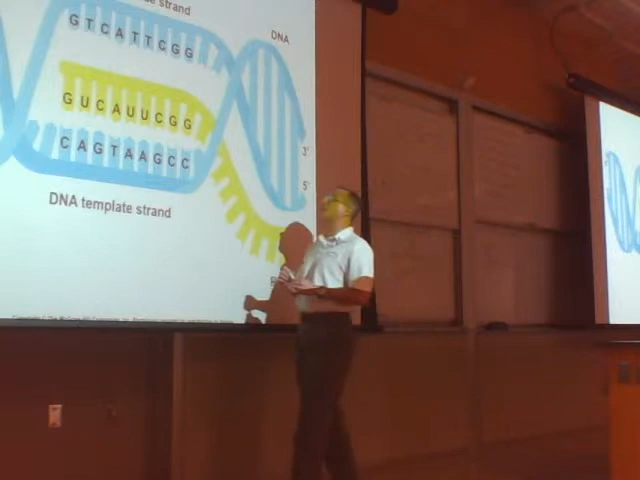 strand
DNA
GTCATTCGG
GUCAUUCGG
CAGTAAGCC
3'
5'
DNA template strand